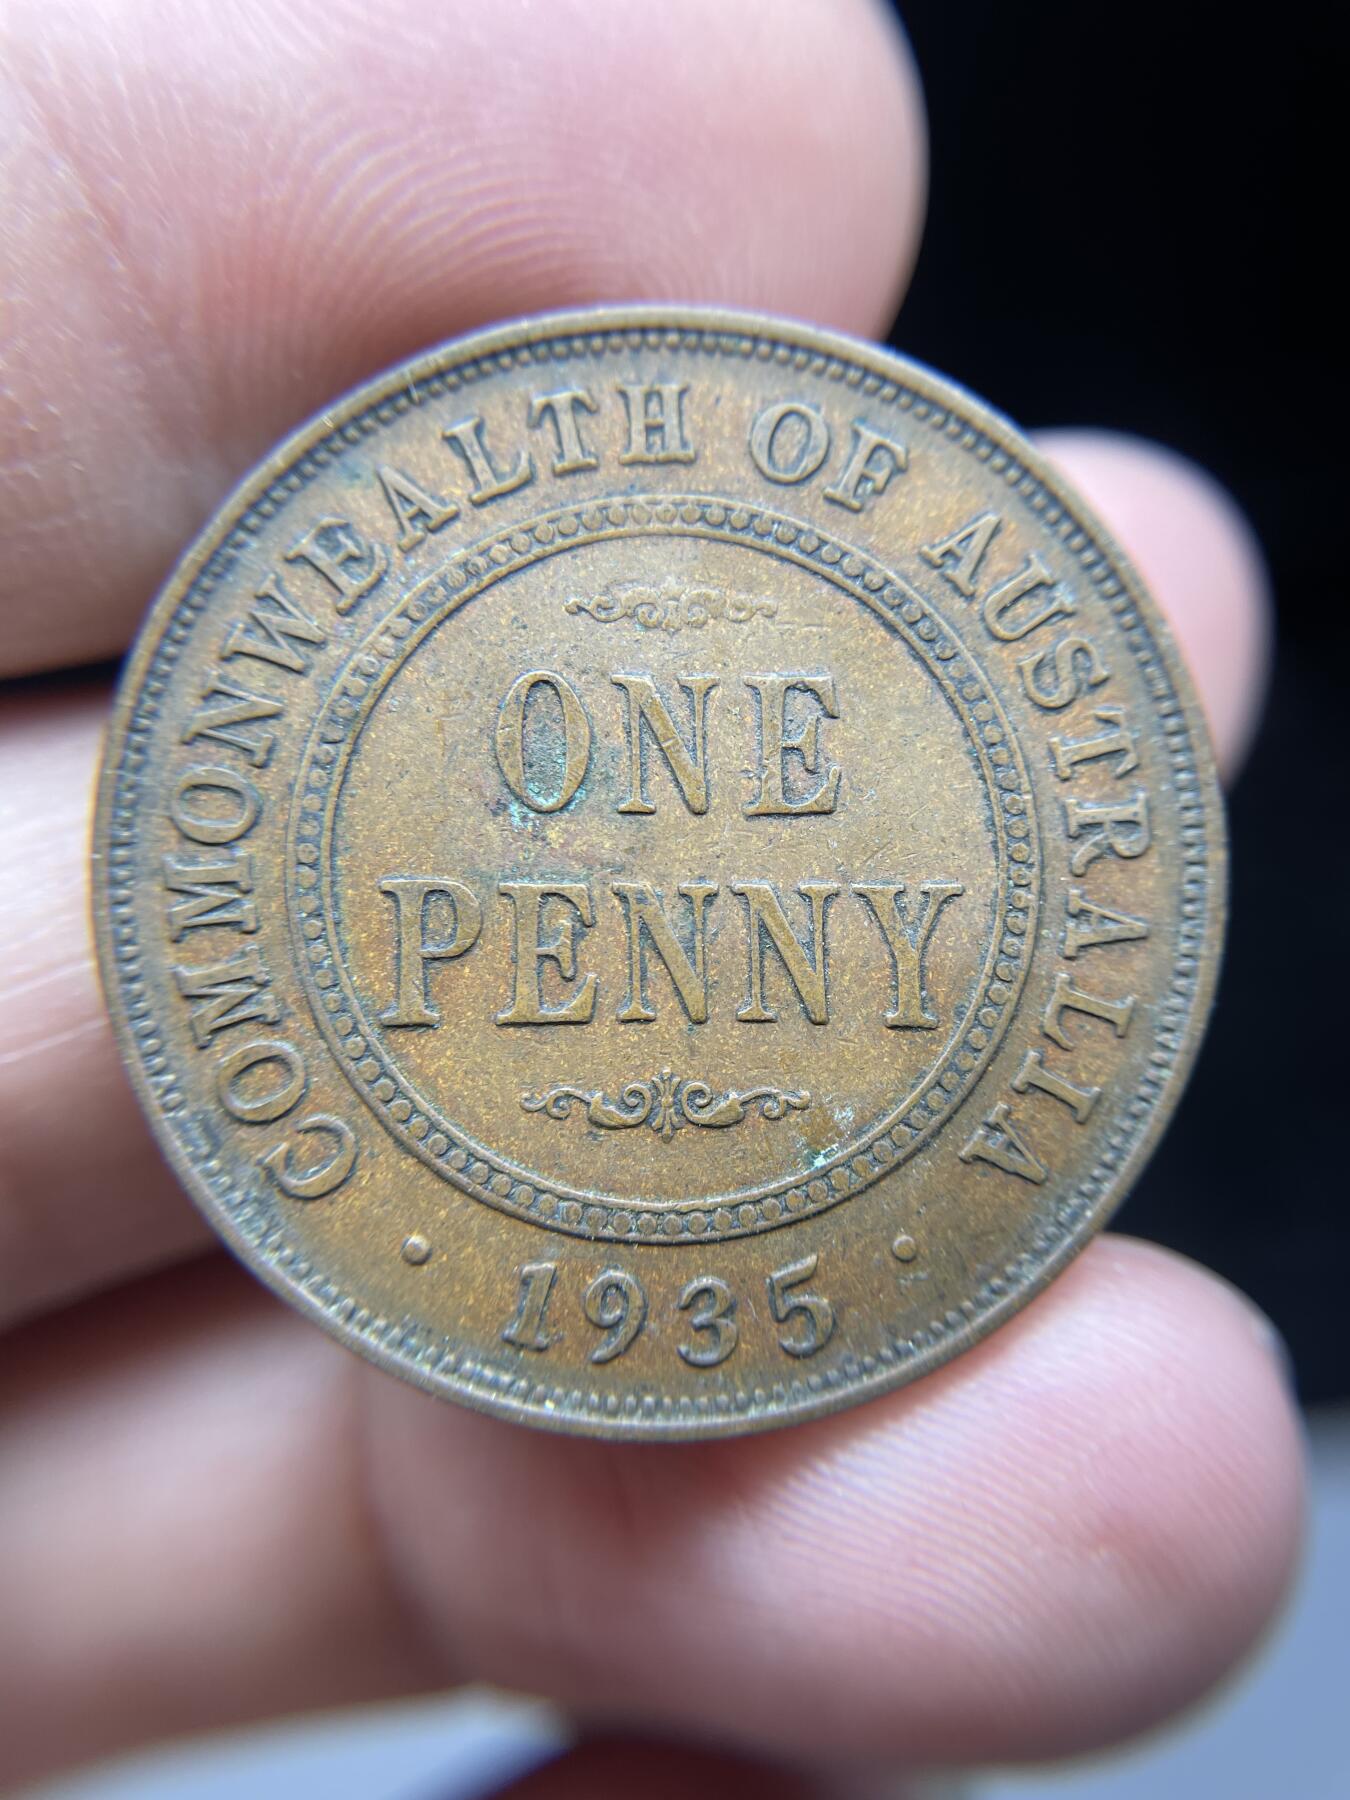 COMMONWEALTH OF AUSTRALIA
ONE
PENNY
· 1935 ·